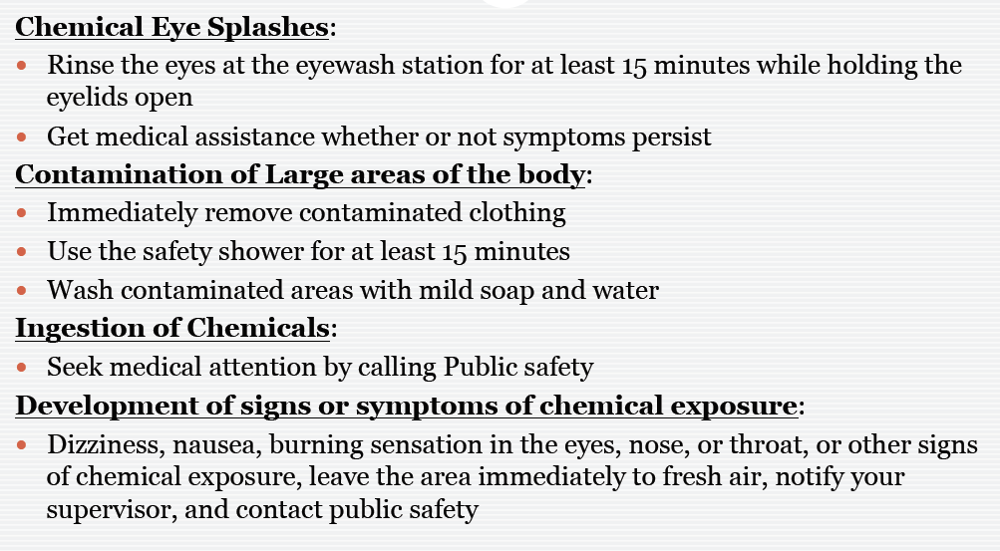 Chemical Eye Splashes:
• Rinse the eyes at the eyewash station for at least 15 minutes while holding the
eyelids open
• Get medical assistance whether or not symptoms persist
Contamination of Large areas of the body:
• Immediately remove contaminated clothing
• Use the safety shower for at least 15 minutes
• Wash contaminated areas with mild soap and water
Ingestion of Chemicals:
• Seek medical attention by calling Public safety
Development of signs or symptoms of chemical exposure:
• Dizziness, nausea, burning sensation in the eyes, nose, or throat, or other signs
of chemical exposure, leave the area immediately to fresh air, notify your
supervisor, and contact public safety